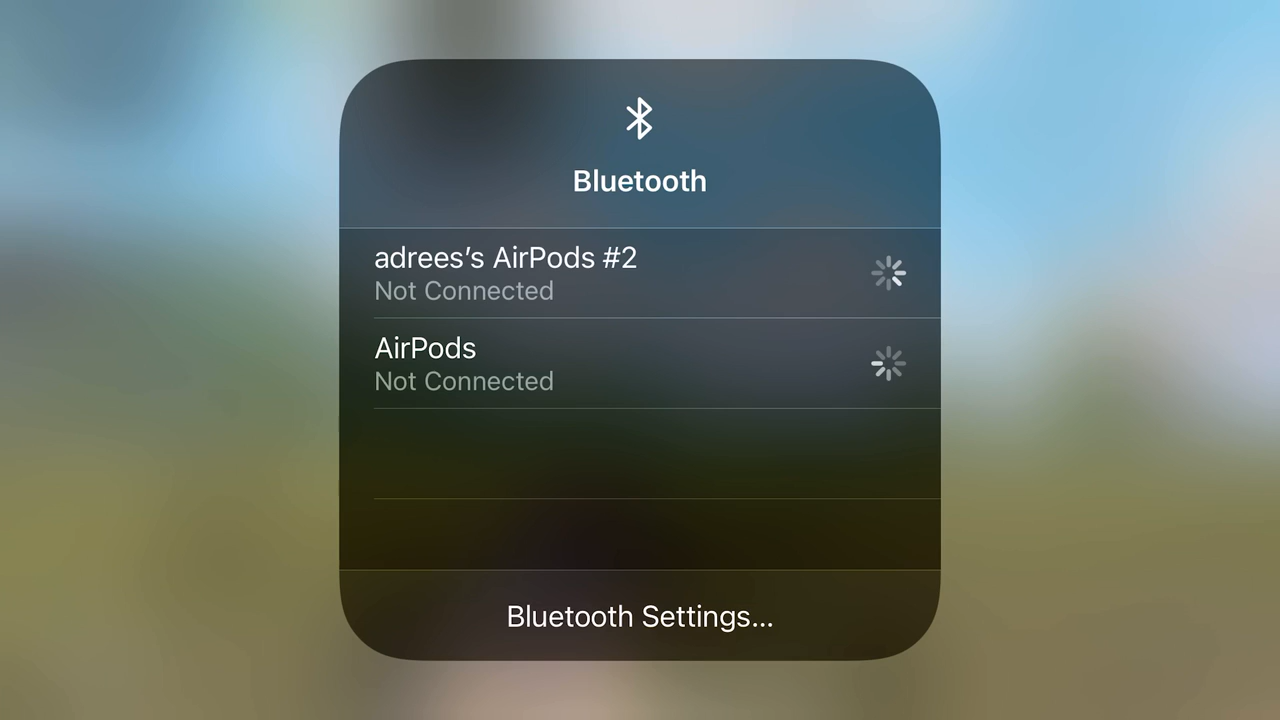 Bluetooth
adrees’s AirPods #2
Not Connected
AirPods
Not Connected
Bluetooth Settings...